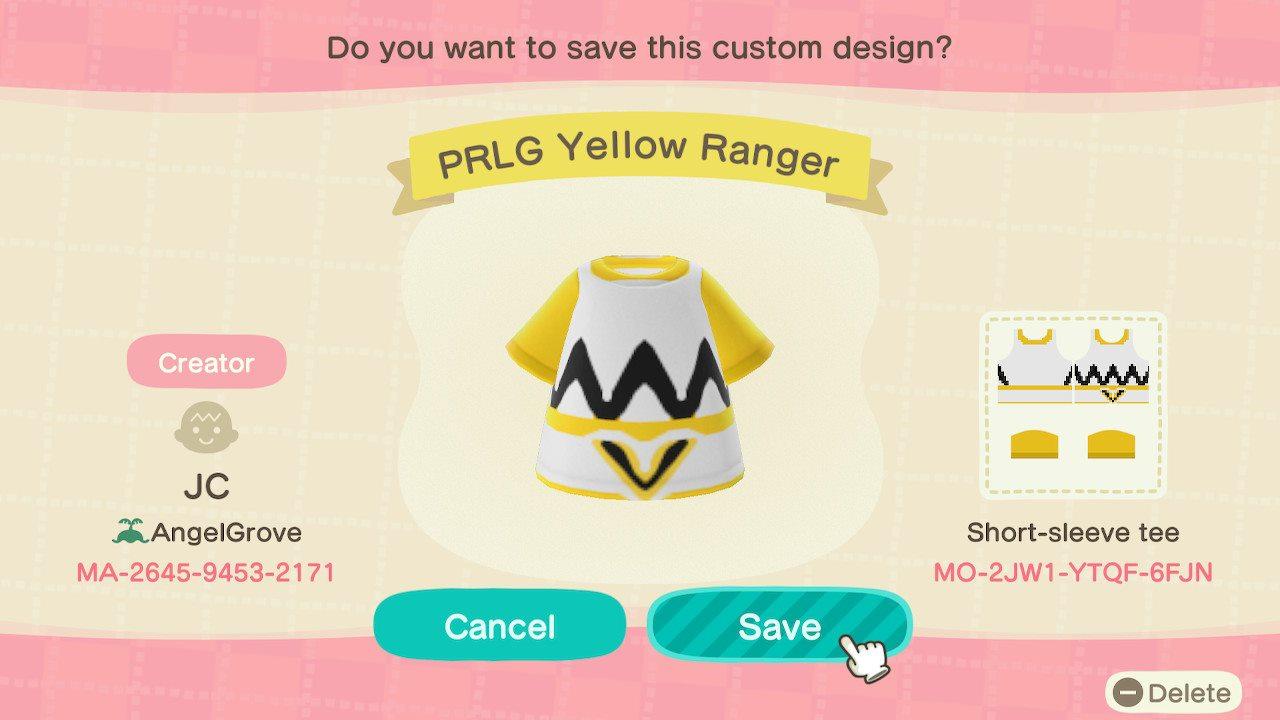 Do you want to save this custom design?
PRLG Yellow Ranger
Creator
JC
AngelGrove
MA-2645-9453-2171
Short-sleeve tee
MO-2JW1-YTQF-6FJN
Cancel
Save
Delete